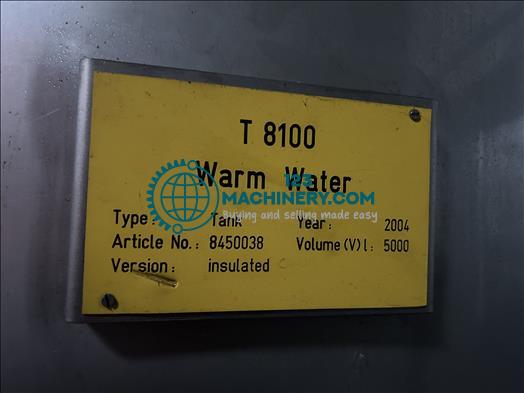 T 8100
Warm Water
123
MACHINERY.COM
Buying and selling made easy
Type: Tank Year: 2004
Article No.: 8450038 Volume (V) l: 5000
Version: insulated